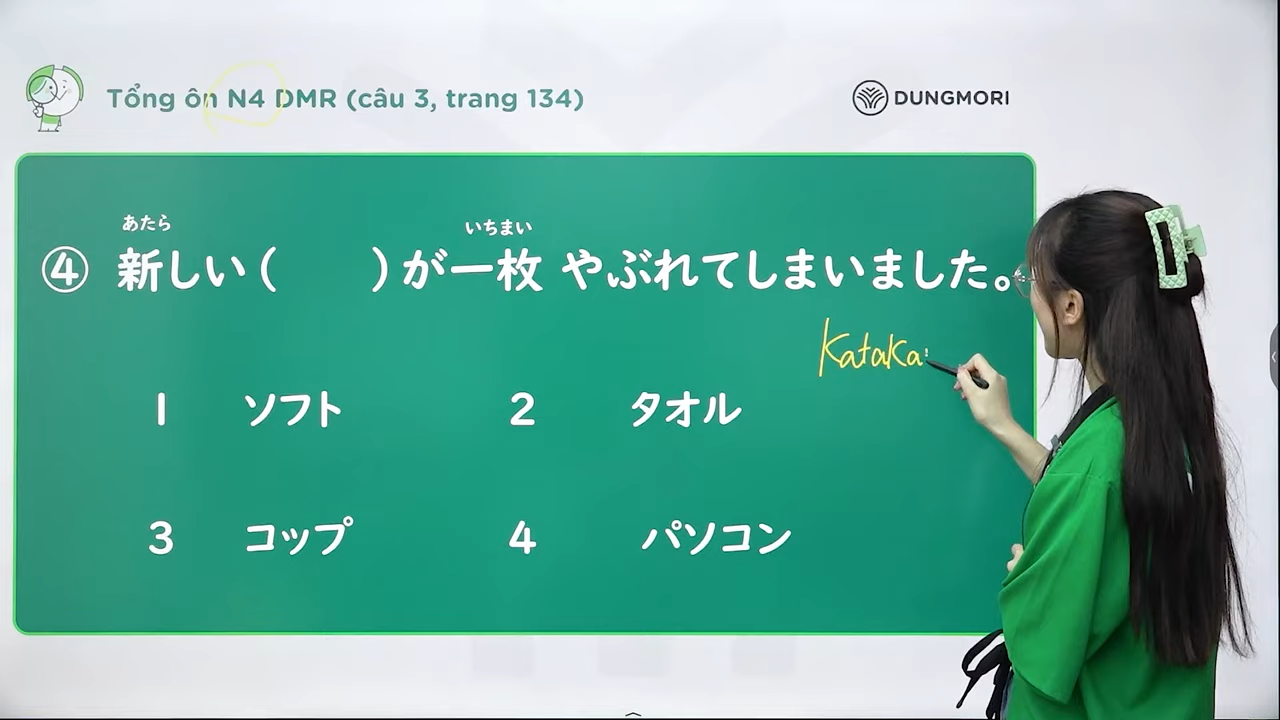 Tổng ôn N4 DMR (câu 3, trang 134)
DUNGMORI
あたら いちまい
④ 新しい ( ) が一枚 やぶれてしまいました。
Kataka
1 ソフト 2 タオル
3 コップ 4 パソコン